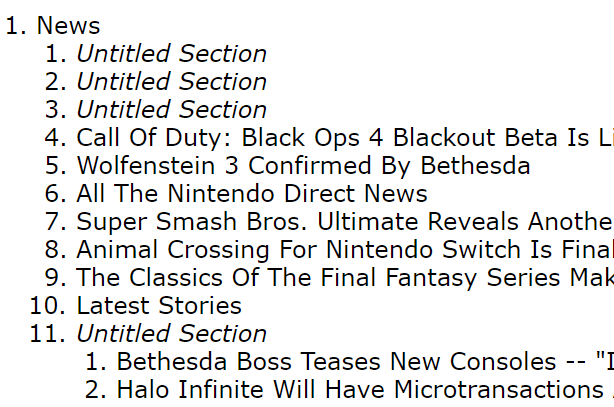 1. News
1. Untitled Section
2. Untitled Section
3. Untitled Section
4. Call Of Duty: Black Ops 4 Blackout Beta Is
5. Wolfenstein 3 Confirmed By Bethesda
6. All The Nintendo Direct News
7. Super Smash Bros. Ultimate Reveals
8. Animal Crossing For Nintendo Switch Is
9. The Classics Of The Final Fantasy Series
10. Latest Stories
11. Untitled Section
1. Bethesda Boss Teases New Consoles -- "I
2. Halo Infinite Will Have Microtransactions